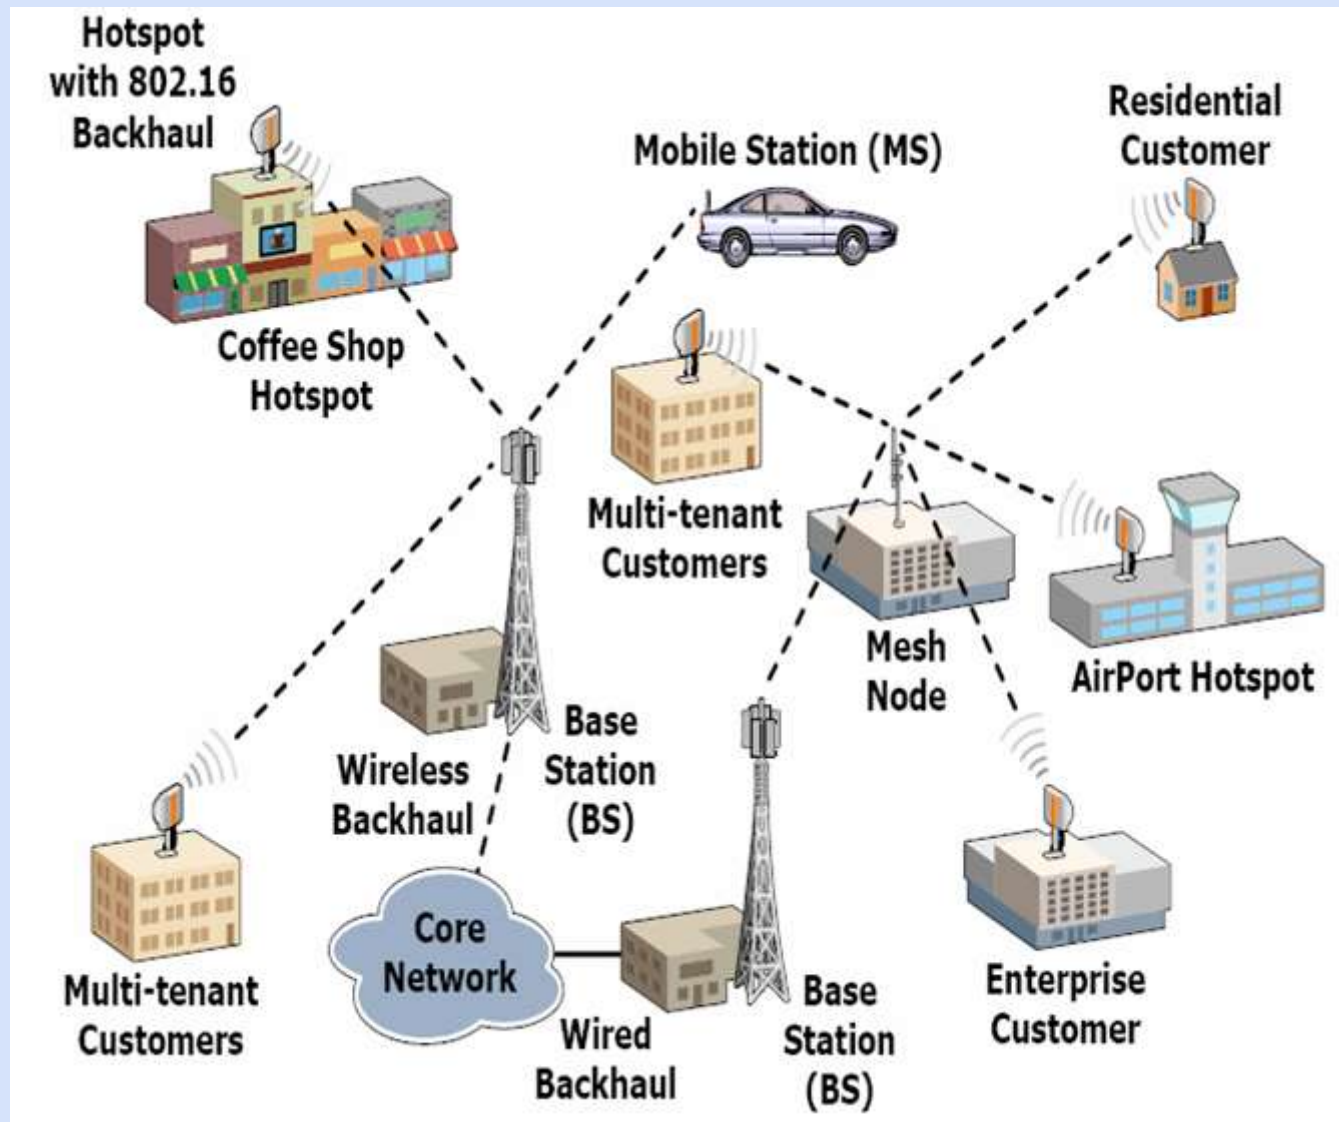 Hotspot
with 802.16
Backhaul
Mobile Station (MS)
Residential
Customer
Coffee Shop
Hotspot
Multi-tenant
Customers
Mesh
Node
AirPort Hotspot
Wireless
Backhaul
Base
Station
(BS)
Multi-tenant
Customers
Core
Network
Wired
Backhaul
Base
Station
(BS)
Enterprise
Customer